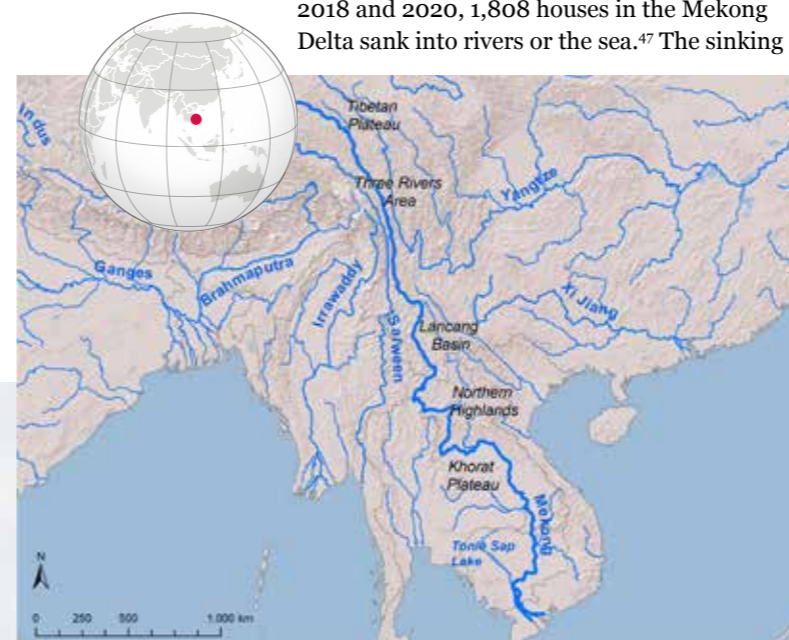 2018 and 2020, 1,808 houses in the Mekong
Delta sank into rivers or the sea.⁴⁷ The sinking
Indus
Tibetan
Plateau
Three Rivers
Area
Yangtze
Ganges
Brahmaputra
Irrawaddy
Salween
Xi Jiang
Lancang
Basin
Northern
Highlands
Khorat
Plateau
Mekong
Tonle Sap
Lake
N
0 250 500 1.000 km